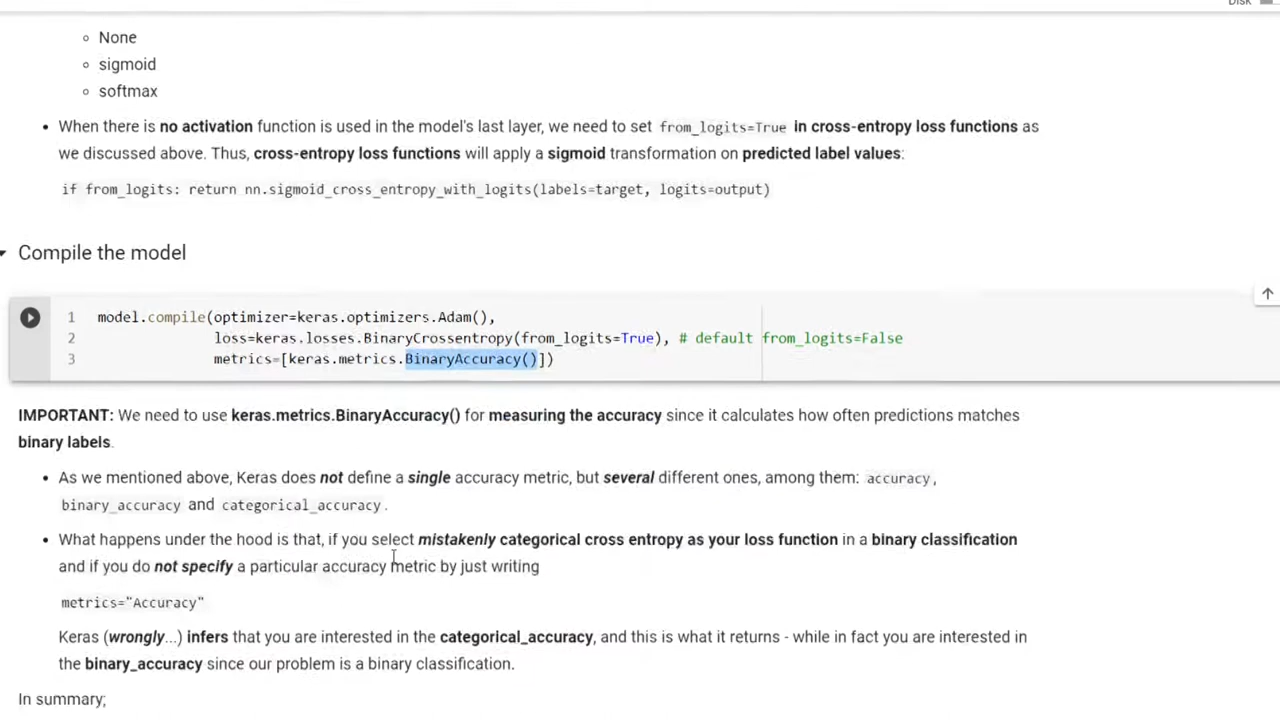 Disk
None
sigmoid
softmax
When there is no activation function is used in the model's last layer, we need to set from_logits=True in cross-entropy loss functions as
we discussed above. Thus, cross-entropy loss functions will apply a sigmoid transformation on predicted label values:
if from_logits: return nn.sigmoid_cross_entropy_with_logits(labels=target, logits=output)
Compile the model
1 model.compile(optimizer=keras.optimizers.Adam(),
2 loss=keras.losses.BinaryCrossentropy(from_logits=True), # default from_logits=False
3 metrics=[keras.metrics.BinaryAccuracy()])
IMPORTANT: We need to use keras.metrics.BinaryAccuracy() for measuring the accuracy since it calculates how often predictions matches
binary labels.
As we mentioned above, Keras does not define a single accuracy metric, but several different ones, among them: accuracy,
binary_accuracy and categorical_accuracy.
What happens under the hood is that, if you select mistakenly categorical cross entropy as your loss function in a binary classification
and if you do not specify a particular accuracy metric by just writing
metrics="Accuracy"
Keras (wrongly...) infers that you are interested in the categorical_accuracy, and this is what it returns - while in fact you are interested in
the binary_accuracy since our problem is a binary classification.
In summary;